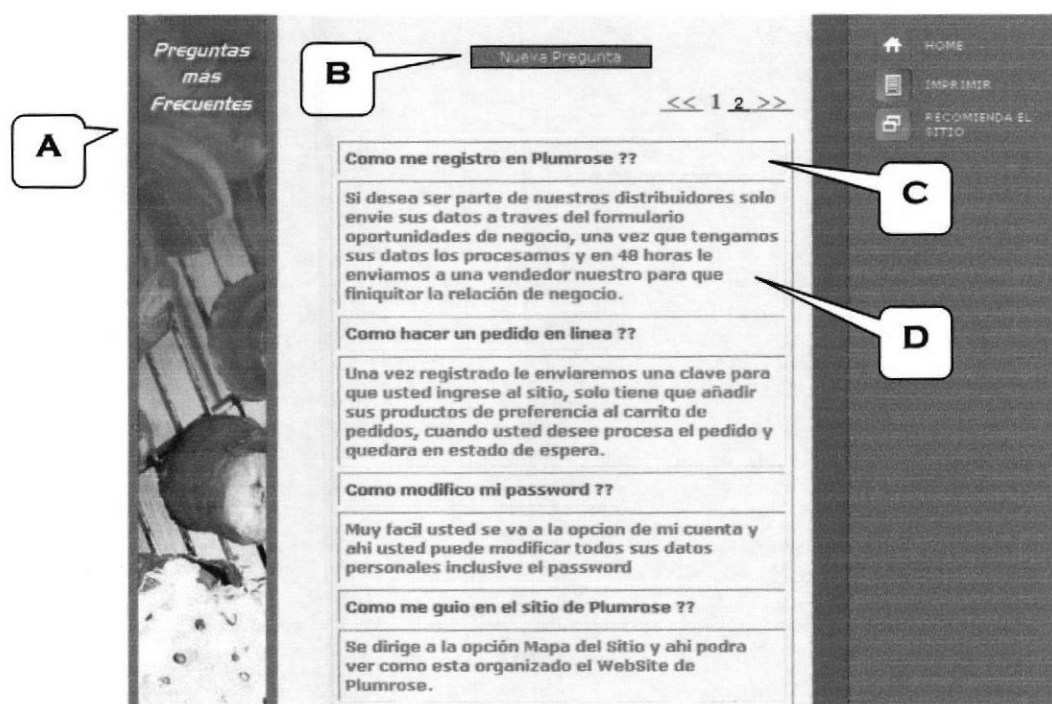 Preguntas
mas
Frecuentes
A
B
Nueva Pregunta
<< 1 2 >>
HOME
IMPRIMIR
RECOMIENDA EL
SITIO
Como me registro en Plumrose ??
C
Si desea ser parte de nuestros distribuidores solo
envie sus datos a traves del formulario
oportunidades de negocio, una vez que tengamos
sus datos los procesamos y en 48 horas le
enviamos a una vendedor nuestro para que
finiquitar la relación de negocio.
D
Como hacer un pedido en linea ??
Una vez registrado le enviaremos una clave para
que usted ingrese al sitio, solo tiene que añadir
sus productos de preferencia al carrito de
pedidos, cuando usted desee procesa el pedido y
quedara en estado de espera.
Como modifico mi password ??
Muy facil usted se va a la opcion de mi cuenta y
ahi usted puede modificar todos sus datos
personales inclusive el password
Como me guio en el sitio de Plumrose ??
Se dirige a la opción Mapa del Sitio y ahi podra
ver como esta organizado el WebSite de
Plumrose.